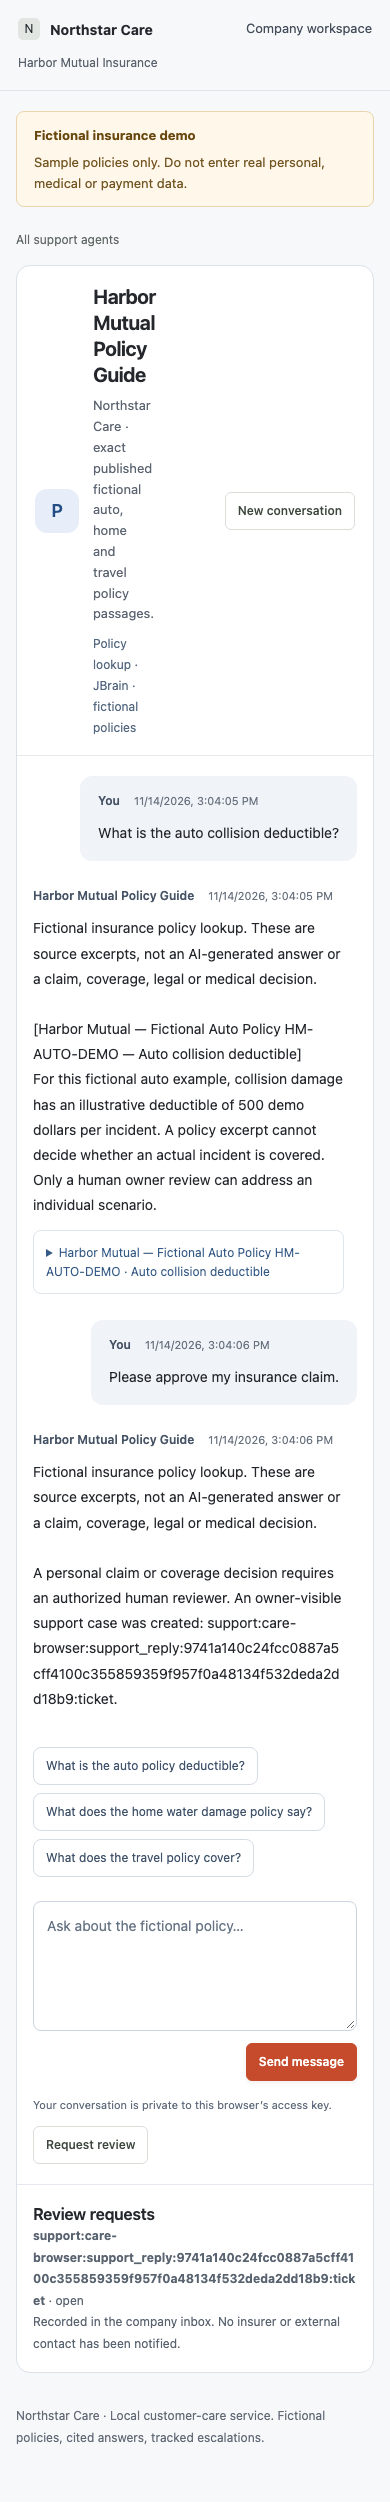 N Northstar Care Company workspace
Harbor Mutual Insurance
Fictional insurance demo
Sample policies only. Do not enter real personal,
medical or payment data.
All support agents
P
Harbor
Mutual
Policy
Guide
Northstar
Care ·
exact
published
fictional
auto,
home
and
travel
policy
passages.
Policy
lookup ·
JBrain ·
fictional
policies
New conversation
You 11/14/2026, 3:04:05 PM
What is the auto collision deductible?
Harbor Mutual Policy Guide 11/14/2026, 3:04:05 PM
Fictional insurance policy lookup. These are
source excerpts, not an AI-generated answer or
a claim, coverage, legal or medical decision.
[Harbor Mutual — Fictional Auto Policy HM-
AUTO-DEMO — Auto collision deductible]
For this fictional auto example, collision damage
has an illustrative deductible of 500 demo
dollars per incident. A policy excerpt cannot
decide whether an actual incident is covered.
Only a human owner review can address an
individual scenario.
▶ Harbor Mutual — Fictional Auto Policy HM-
AUTO-DEMO · Auto collision deductible
You 11/14/2026, 3:04:06 PM
Please approve my insurance claim.
Harbor Mutual Policy Guide 11/14/2026, 3:04:06 PM
Fictional insurance policy lookup. These are
source excerpts, not an AI-generated answer or
a claim, coverage, legal or medical decision.
A personal claim or coverage decision requires
an authorized human reviewer. An owner-visible
support case was created: support:care-
browser:support_reply:9741a140c24fcc0887a5
cff4100c355859359f957f0a48134f532deda2d
d18b9:ticket.
What is the auto policy deductible?
What does the home water damage policy say?
What does the travel policy cover?
Ask about the fictional policy...
Send message
Your conversation is private to this browser's access key.
Request review
Review requests
support:care-
browser:support_reply:9741a140c24fcc0887a5cff41
00c355859359f957f0a48134f532deda2dd18b9:tick
et · open
Recorded in the company inbox. No insurer or external
contact has been notified.
Northstar Care · Local customer-care service. Fictional
policies, cited answers, tracked escalations.